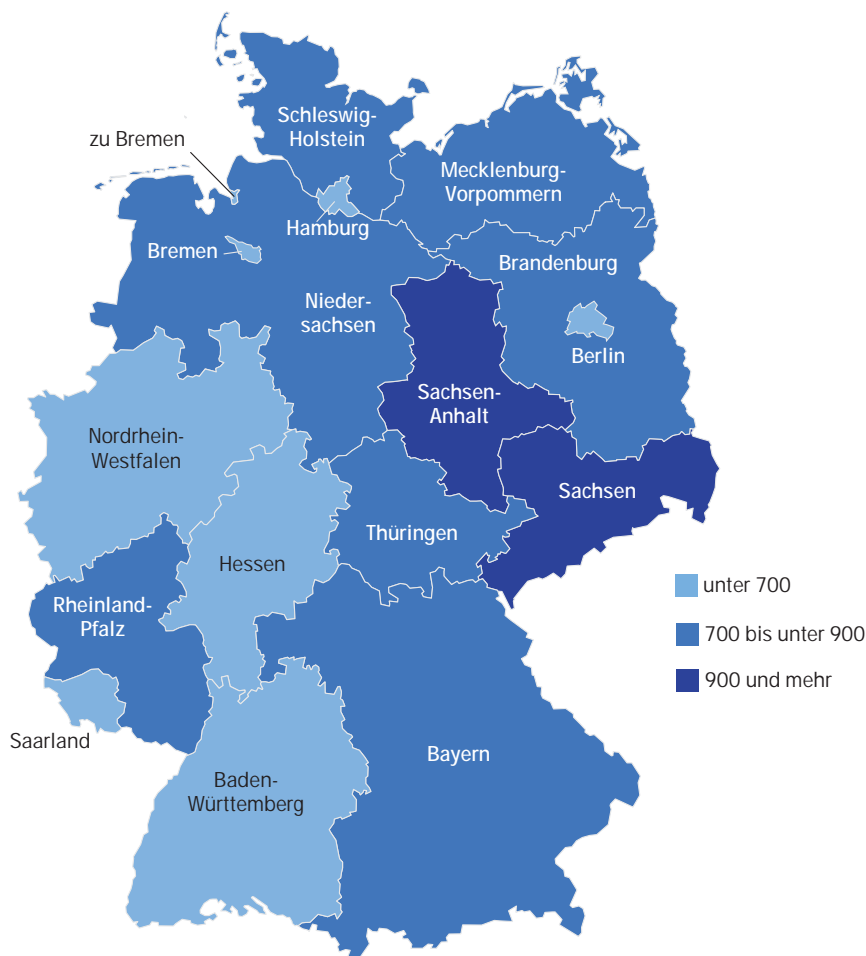 Schleswig-
Holstein
zu Bremen
Mecklenburg-
Vorpommern
Hamburg
Bremen
Brandenburg
Nieder-
sachsen
Berlin
Sachsen-
Anhalt
Nordrhein-
Westfalen
Sachsen
Thüringen
Hessen
unter 700
Rheinland-
Pfalz
700 bis unter 900
900 und mehr
Saarland
Bayern
Baden-
Württemberg